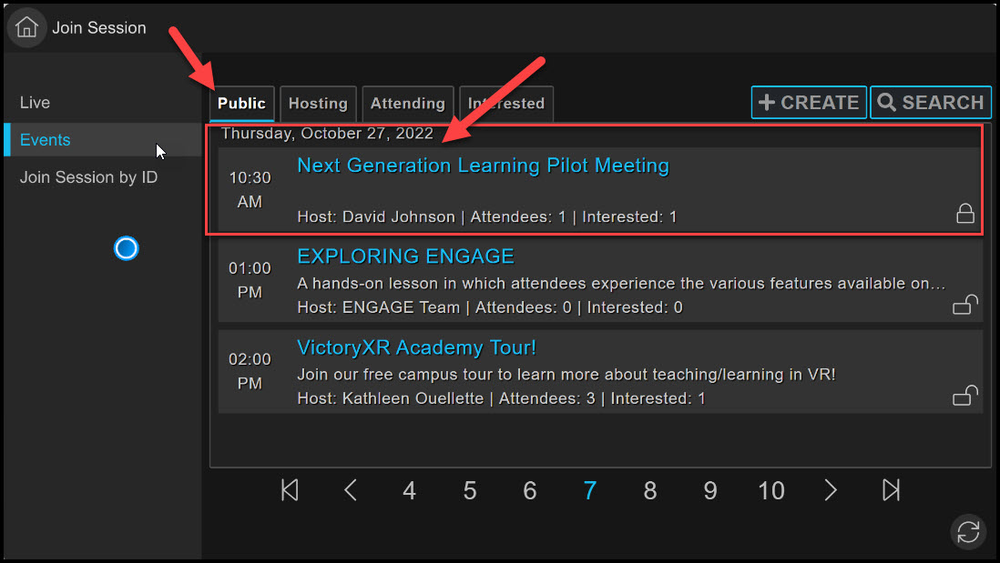 Join Session
Live
Events
Join Session by ID
Public
Hosting
Attending
Interested
+ CREATE
SEARCH
Thursday, October 27, 2022
10:30
AM
Next Generation Learning Pilot Meeting
Host: David Johnson | Attendees: 1 | Interested: 1
01:00
PM
EXPLORING ENGAGE
A hands-on lesson in which attendees experience the various features available on...
Host: ENGAGE Team | Attendees: 0 | Interested: 0
02:00
PM
VictoryXR Academy Tour!
Join our free campus tour to learn more about teaching/learning in VR!
Host: Kathleen Ouellette | Attendees: 3 | Interested: 1
4 5 6 7 8 9 10